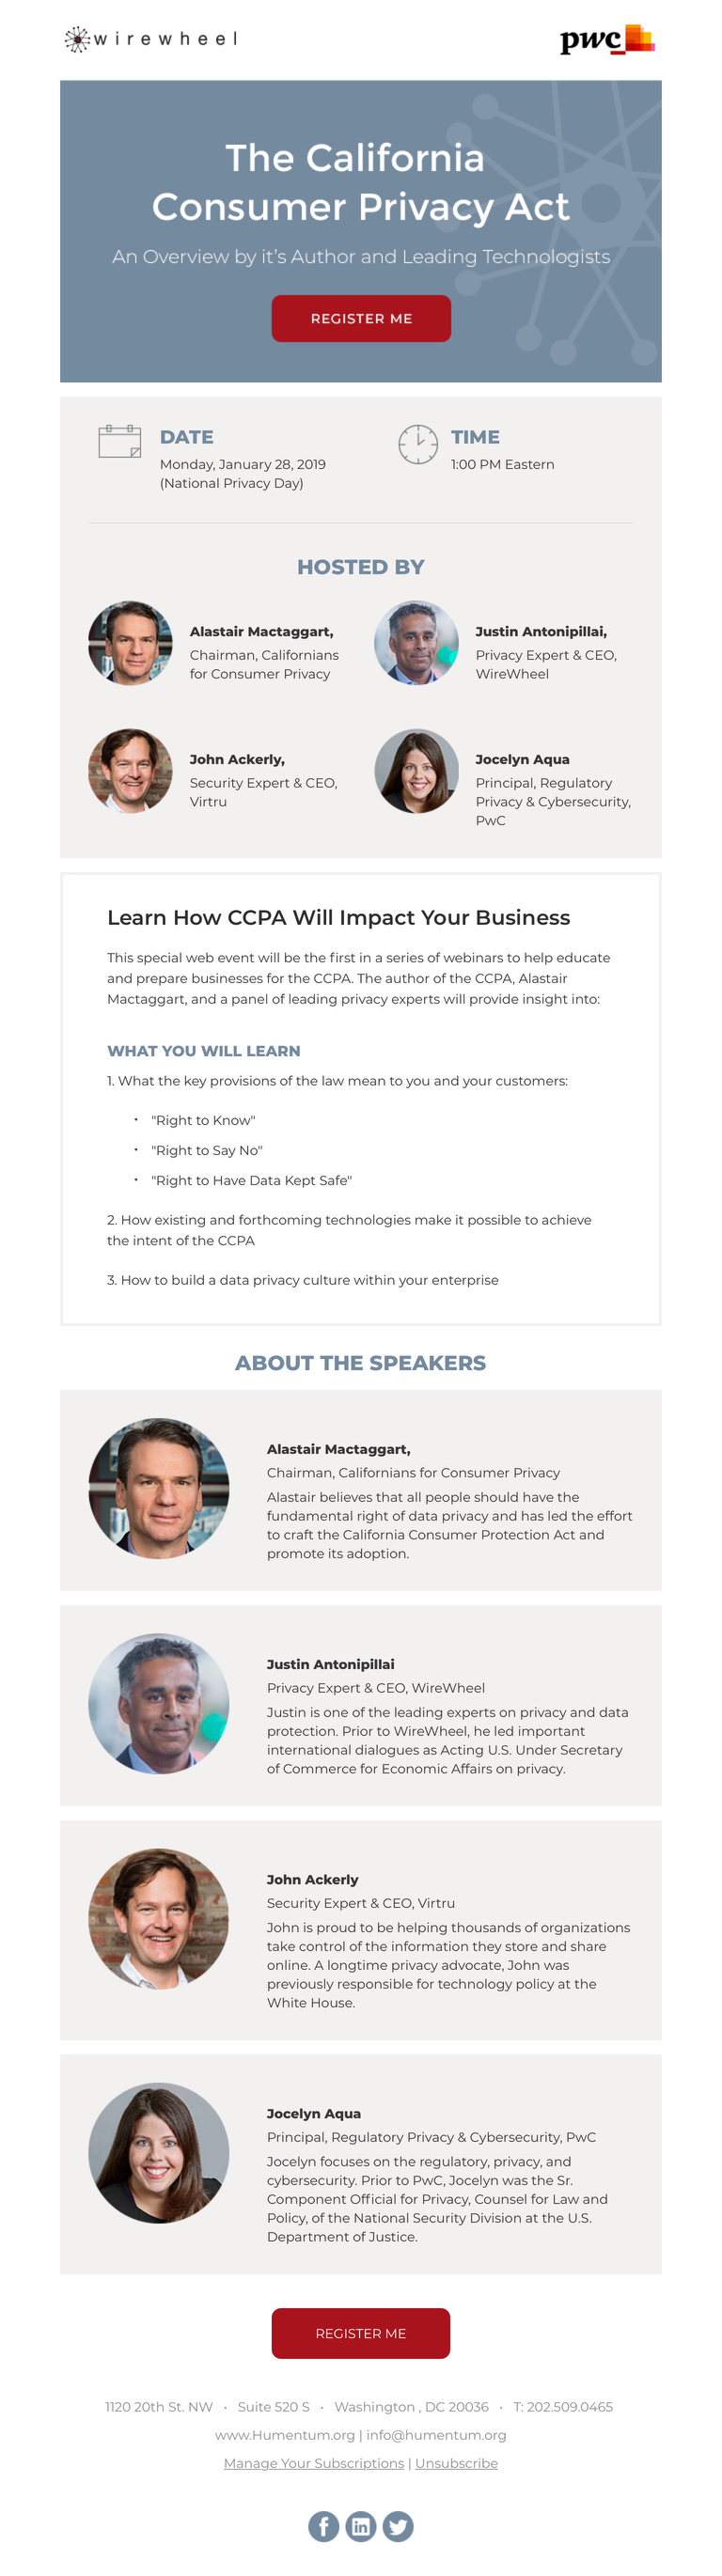 wirewheel
pwc
The California
Consumer Privacy Act
An Overview by it's Author and Leading Technologists
REGISTER ME
DATE
Monday, January 28, 2019
(National Privacy Day)
TIME
1:00 PM Eastern
HOSTED BY
Alastair Mactaggart,
Chairman, Californians
for Consumer Privacy
Justin Antonipillai,
Privacy Expert & CEO,
WireWheel
John Ackerly,
Security Expert & CEO,
Virtru
Jocelyn Aqua
Principal, Regulatory
Privacy & Cybersecurity,
PwC
Learn How CCPA Will Impact Your Business
This special web event will be the first in a series of webinars to help educate
and prepare businesses for the CCPA. The author of the CCPA, Alastair
Mactaggart, and a panel of leading privacy experts will provide insight into:
WHAT YOU WILL LEARN
1. What the key provisions of the law mean to you and your customers:
• "Right to Know"
• "Right to Say No"
• "Right to Have Data Kept Safe"
2. How existing and forthcoming technologies make it possible to achieve
the intent of the CCPA
3. How to build a data privacy culture within your enterprise
ABOUT THE SPEAKERS
Alastair Mactaggart,
Chairman, Californians for Consumer Privacy
Alastair believes that all people should have the
fundamental right of data privacy and has led the effort
to craft the California Consumer Protection Act and
promote its adoption.
Justin Antonipillai
Privacy Expert & CEO, WireWheel
Justin is one of the leading experts on privacy and data
protection. Prior to WireWheel, he led important
international dialogues as Acting U.S. Under Secretary
of Commerce for Economic Affairs on privacy.
John Ackerly
Security Expert & CEO, Virtru
John is proud to be helping thousands of organizations
take control of the information they store and share
online. A longtime privacy advocate, John was
previously responsible for technology policy at the
White House.
Jocelyn Aqua
Principal, Regulatory Privacy & Cybersecurity, PwC
Jocelyn focuses on the regulatory, privacy, and
cybersecurity. Prior to PwC, Jocelyn was the Sr.
Component Official for Privacy, Counsel for Law and
Policy, of the National Security Division at the U.S.
Department of Justice.
REGISTER ME
1120 20th St. NW • Suite 520 S • Washington , DC 20036 • T: 202.509.0465
www.Humentum.org | info@humentum.org
Manage Your Subscriptions | Unsubscribe